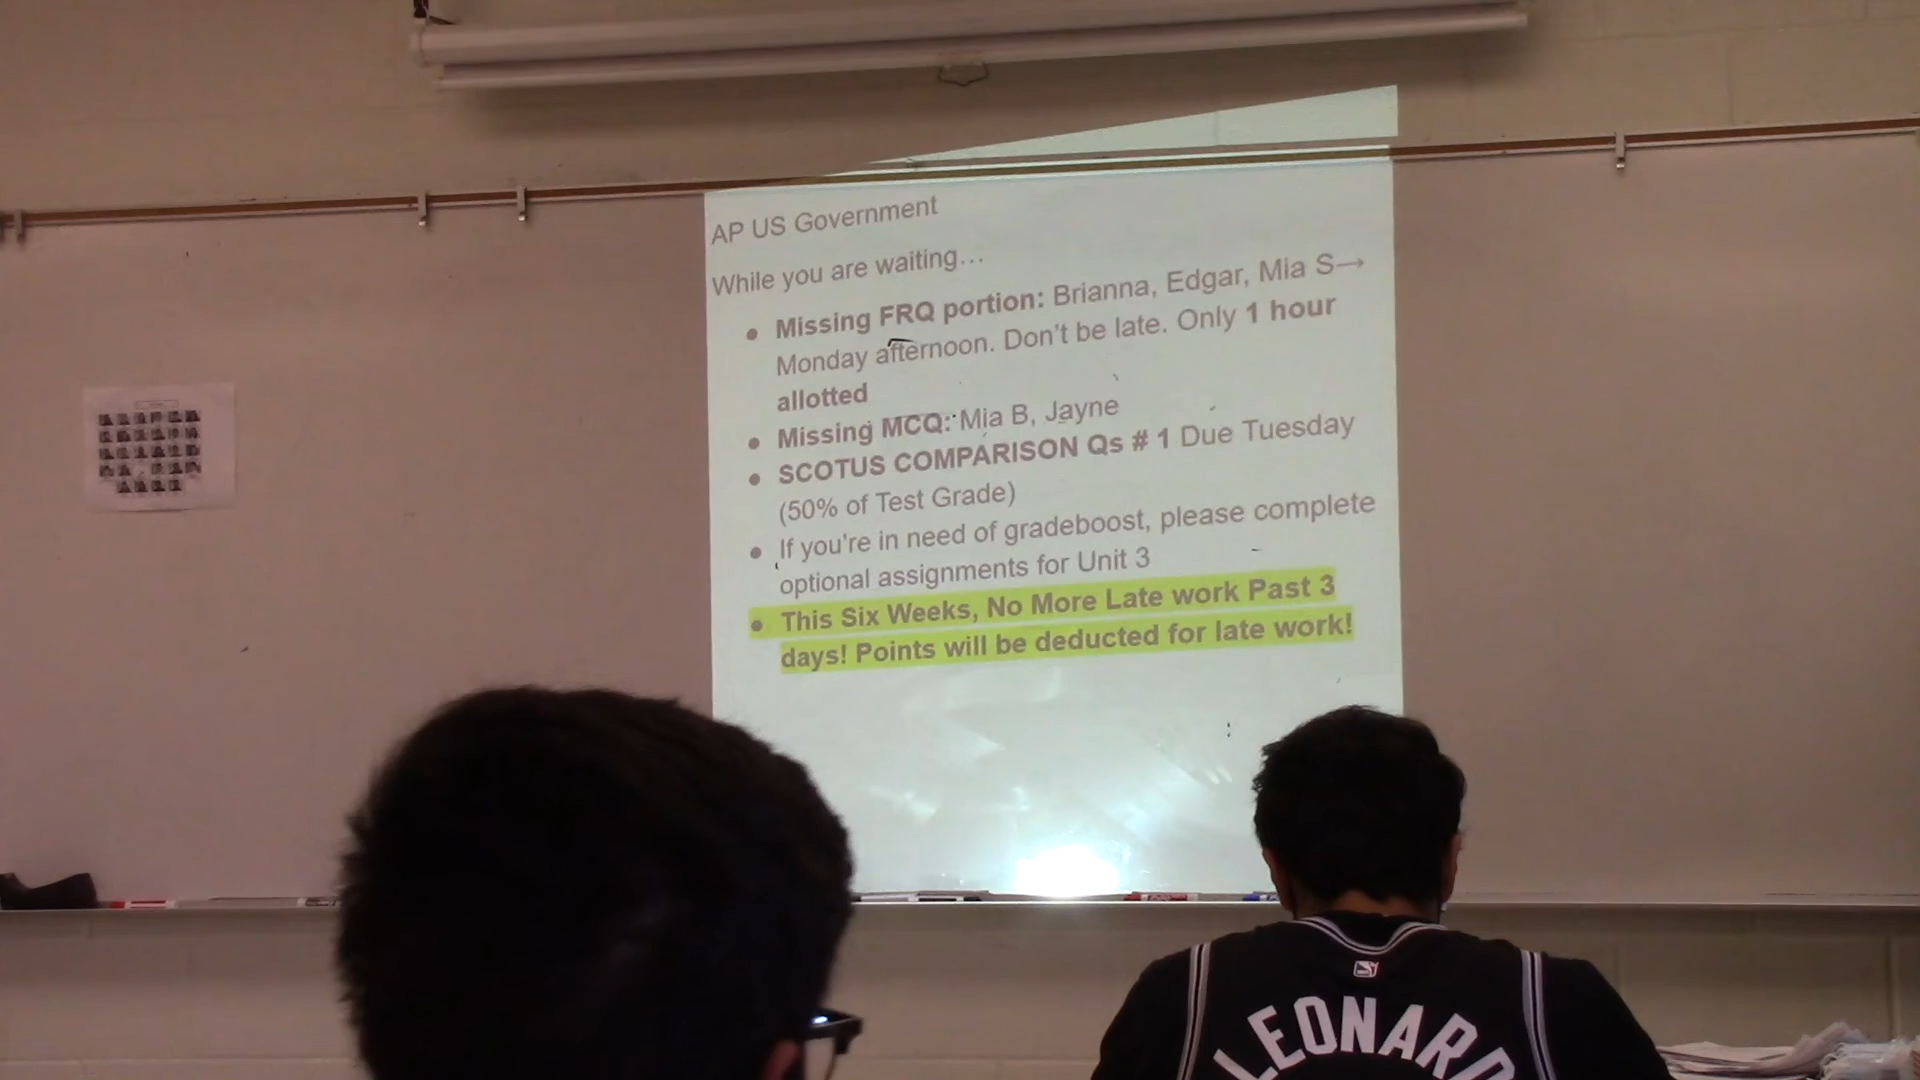 AP US Government
While you are waiting...
● Missing FRQ portion: Brianna, Edgar, Mia S→
Monday afternoon. Don't be late. Only 1 hour
allotted
● Missing MCQ: Mia B, Jayne
● SCOTUS COMPARISON Qs # 1 Due Tuesday
(50% of Test Grade)
● If you're in need of gradeboost, please complete
optional assignments for Unit 3
● This Six Weeks, No More Late work Past 3
days! Points will be deducted for late work!
LEONARD